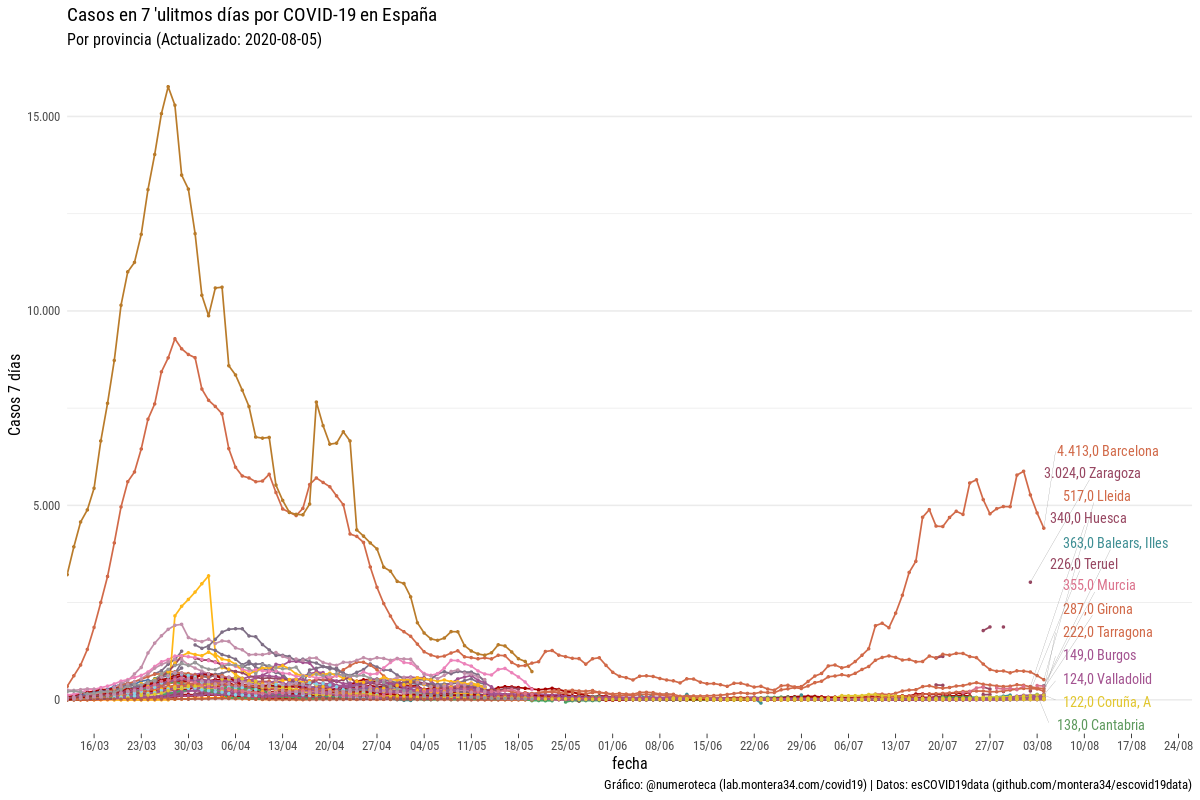 Casos en 7 'ulitmos días por COVID-19 en España
Por provincia (Actualizado: 2020-08-05)
Casos 7 días
15.000
10.000
5.000
0
4.413,0 Barcelona
3.024,0 Zaragoza
517,0 Lleida
340,0 Huesca
363,0 Balears, Illes
226,0 Teruel
355,0 Murcia
287,0 Girona
222,0 Tarragona
149,0 Burgos
124,0 Valladolid
122,0 Coruña, A
138,0 Cantabria
16/03 23/03 30/03 06/04 13/04 20/04 27/04 04/05 11/05 18/05 25/05 01/06 08/06 15/06 22/06 29/06 06/07 13/07 20/07 27/07 03/08 10/08 17/08 24/08
fecha
Gráfico: @numeroteca (lab.montera34.com/covid19) | Datos: esCOVID19data (github.com/montera34/escovid19data)